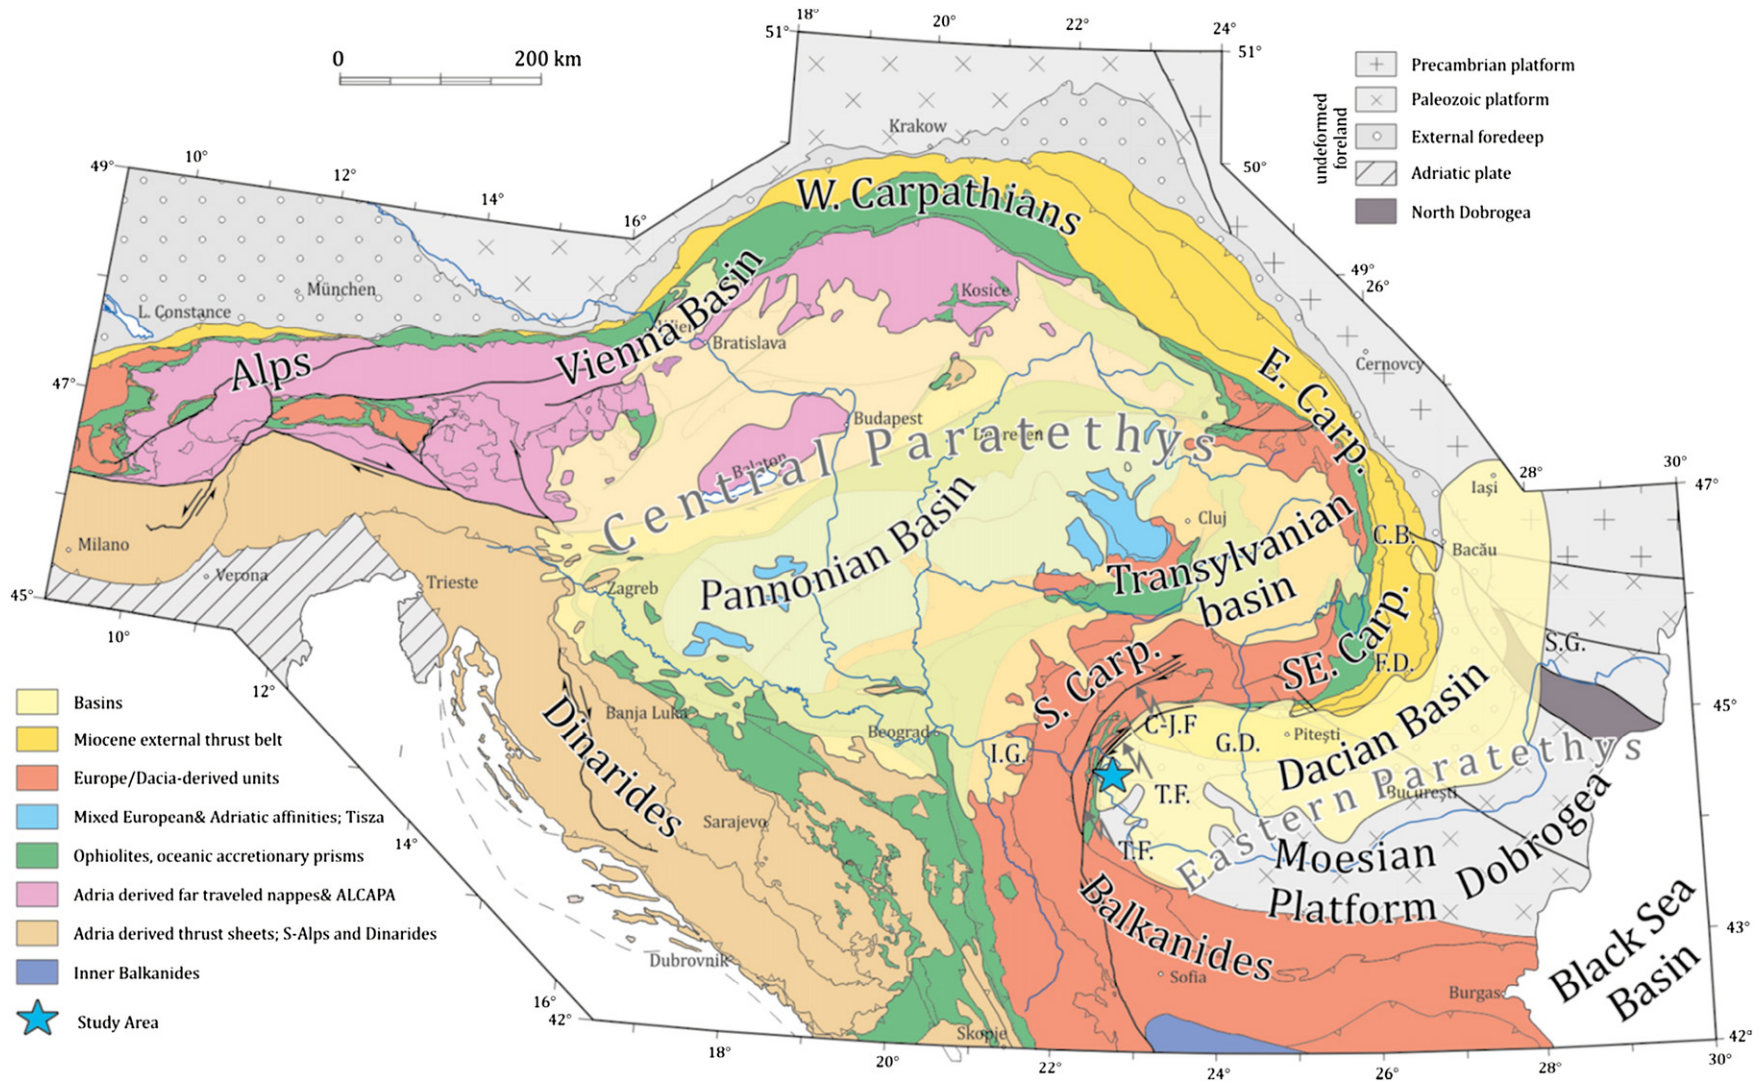 18°
20°
22°
24°
51°
51°
0
200 km
Precambrian platform
Paleozoic platform
External foredeep
Adriatic plate
North Dobrogea
undeformed
foreland
Krakow
49°
10°
12°
14°
16°
50°
W. Carpathians
49°
26°
München
L. Constance
Kosice
Vienna Basin
Bratislava
Alps
47°
E. Carp.
Cernovcy
Budapest
Central Paratethys
Balaton
28°
30°
47°
Iaşi
Milano
Verona
Trieste
Zagreb
Pannonian Basin
Cluj
Transylvanian
basin
C.B.
Bacău
45°
10°
12°
S.G.
SE. Carp.
F.D.
S. Carp.
45°
Basins
Miocene external thrust belt
Europe/Dacia-derived units
Mixed European& Adriatic affinities; Tisza
Ophiolites, oceanic accretionary prisms
Adria derived far traveled nappes& ALCAPA
Adria derived thrust sheets; S-Alps and Dinarides
Inner Balkanides
Study Area
Banja Luka
Dinarides
Beograd
I.G.
C-J.F
G.D.
Piteşti
Dacian Basin
T.F.
Bucureşti
Eastern Paratethys
Sarajevo
14°
T.F.
Moesian
Platform
Dobrogea
Balkanides
43°
Black Sea
Basin
Dubrovnik
Sofia
Burgas
16°
42°
Skopje
18°
20°
22°
24°
26°
28°
30°
42°